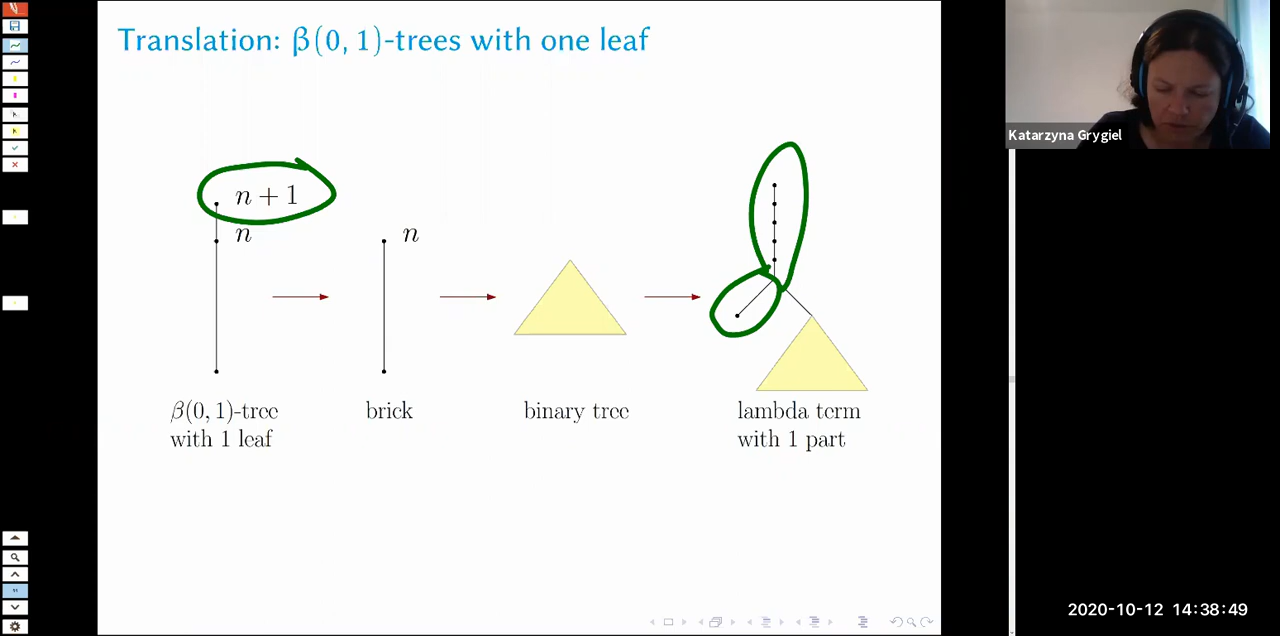 Translation: β(0, 1)-trees with one leaf
Katarzyna Grygiel
n + 1
n
n
β(0, 1)-tree
with 1 leaf
brick
binary tree
lambda term
with 1 part
2020-10-12 14:38:49